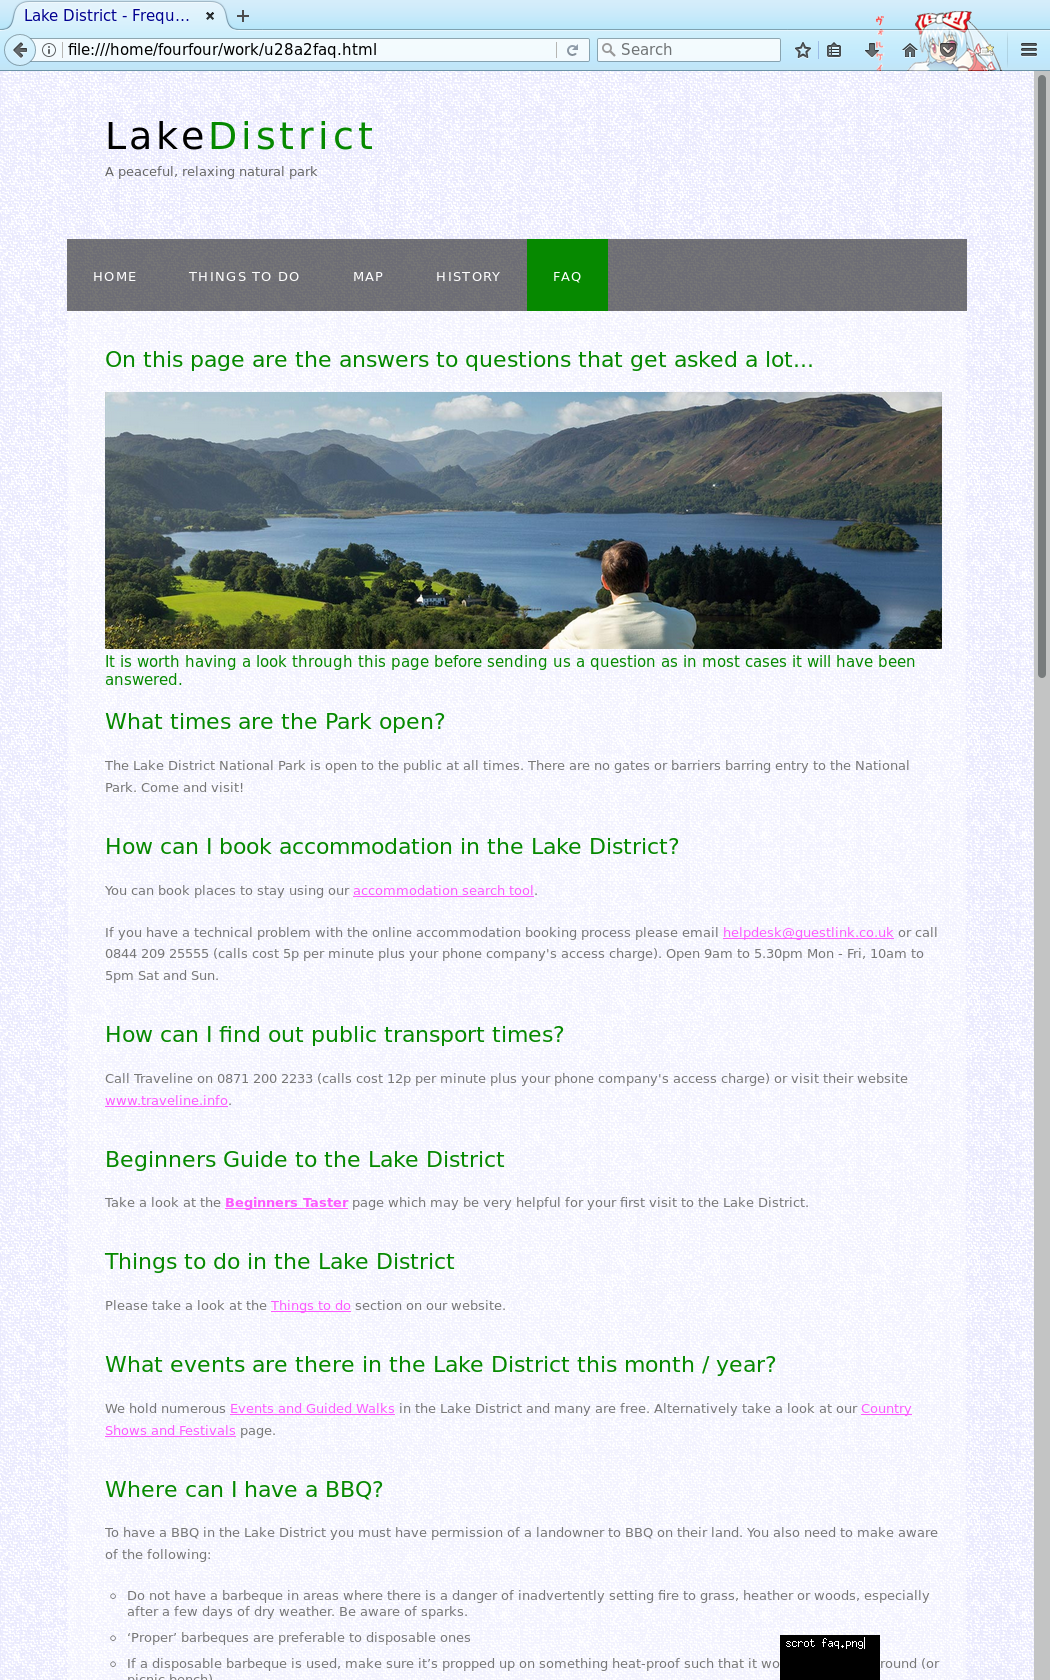 Lake District - Frequ...
file:///home/fourfour/work/u28a2faq.html
Search
LakeDistrict
A peaceful, relaxing natural park
HOME THINGS TO DO MAP HISTORY FAQ
On this page are the answers to questions that get asked a lot...
It is worth having a look through this page before sending us a question as in most cases it will have been
answered.
What times are the Park open?
The Lake District National Park is open to the public at all times. There are no gates or barriers barring entry to the National
Park. Come and visit!
How can I book accommodation in the Lake District?
You can book places to stay using our accommodation search tool.
If you have a technical problem with the online accommodation booking process please email helpdesk@guestlink.co.uk or call
0844 209 25555 (calls cost 5p per minute plus your phone company's access charge). Open 9am to 5.30pm Mon - Fri, 10am to
5pm Sat and Sun.
How can I find out public transport times?
Call Traveline on 0871 200 2233 (calls cost 12p per minute plus your phone company's access charge) or visit their website
www.traveline.info.
Beginners Guide to the Lake District
Take a look at the Beginners Taster page which may be very helpful for your first visit to the Lake District.
Things to do in the Lake District
Please take a look at the Things to do section on our website.
What events are there in the Lake District this month / year?
We hold numerous Events and Guided Walks in the Lake District and many are free. Alternatively take a look at our Country
Shows and Festivals page.
Where can I have a BBQ?
To have a BBQ in the Lake District you must have permission of a landowner to BBQ on their land. You also need to make aware
of the following:
Do not have a barbeque in areas where there is a danger of inadvertently setting fire to grass, heather or woods, especially
after a few days of dry weather. Be aware of sparks.
‘Proper’ barbeques are preferable to disposable ones
If a disposable barbeque is used, make sure it’s propped up on something heat-proof such that it (or
picnic bench)
scrot faq.png